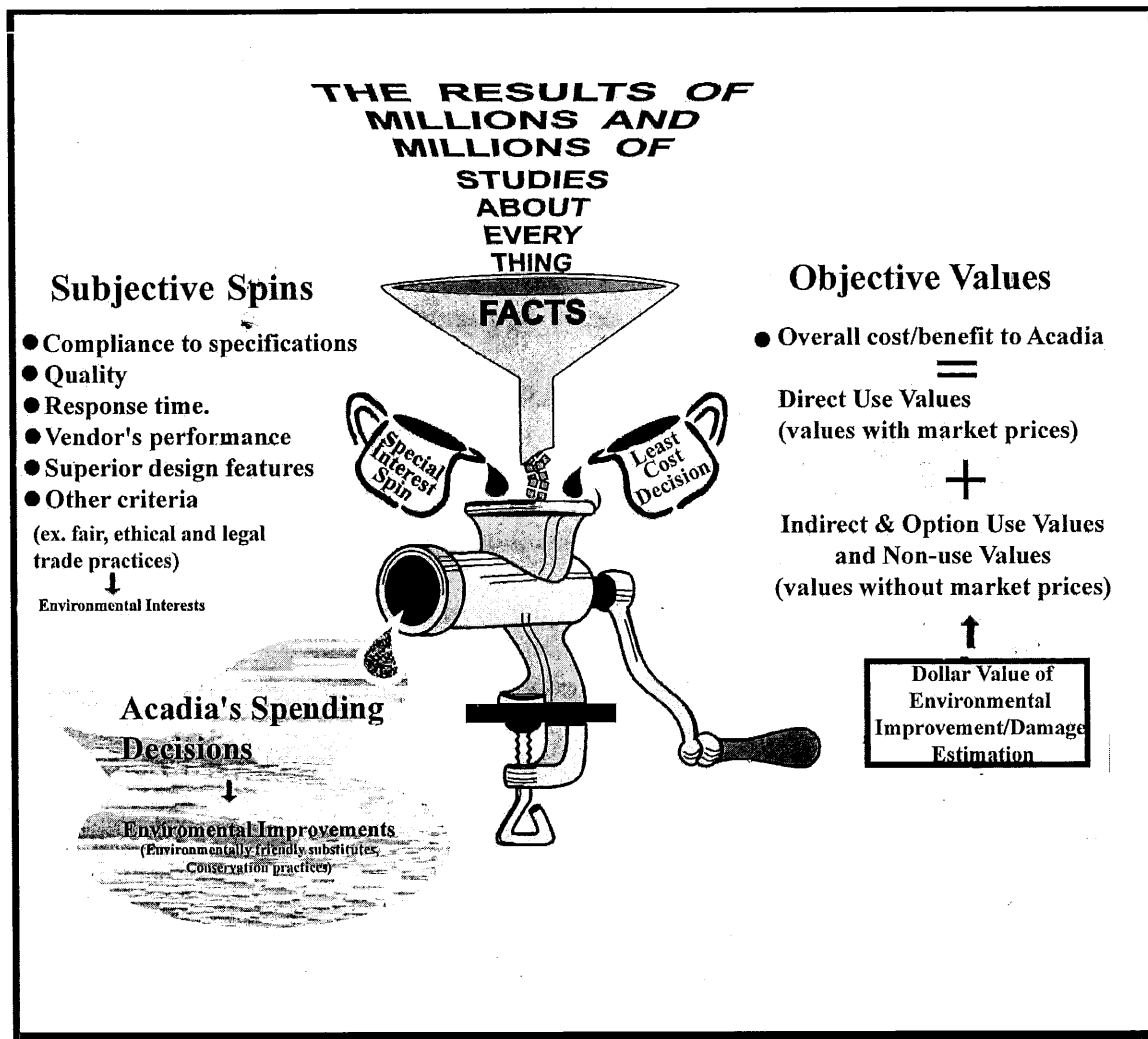 THE RESULTS OF
MILLIONS AND
MILLIONS OF
STUDIES
ABOUT
EVERY
THING
FACTS
Subjective Spins
● Compliance to specifications
● Quality
● Response time.
● Vendor's performance
● Superior design features
● Other criteria
(ex. fair, ethical and legal
trade practices)
Environmental Interests
Special
Interest
Spin
Least
Cost
Decision
Objective Values
● Overall cost/benefit to Acadia
=
Direct Use Values
(values with market prices)
+
Indirect & Option Use Values
and Non-use Values
(values without market prices)
Dollar Value of
Environmental
Improvement/Damage
Estimation
Acadia's Spending
Decisions
Enviromental Improvements
(Environmentally friendly substitutes,
Conservation practices)